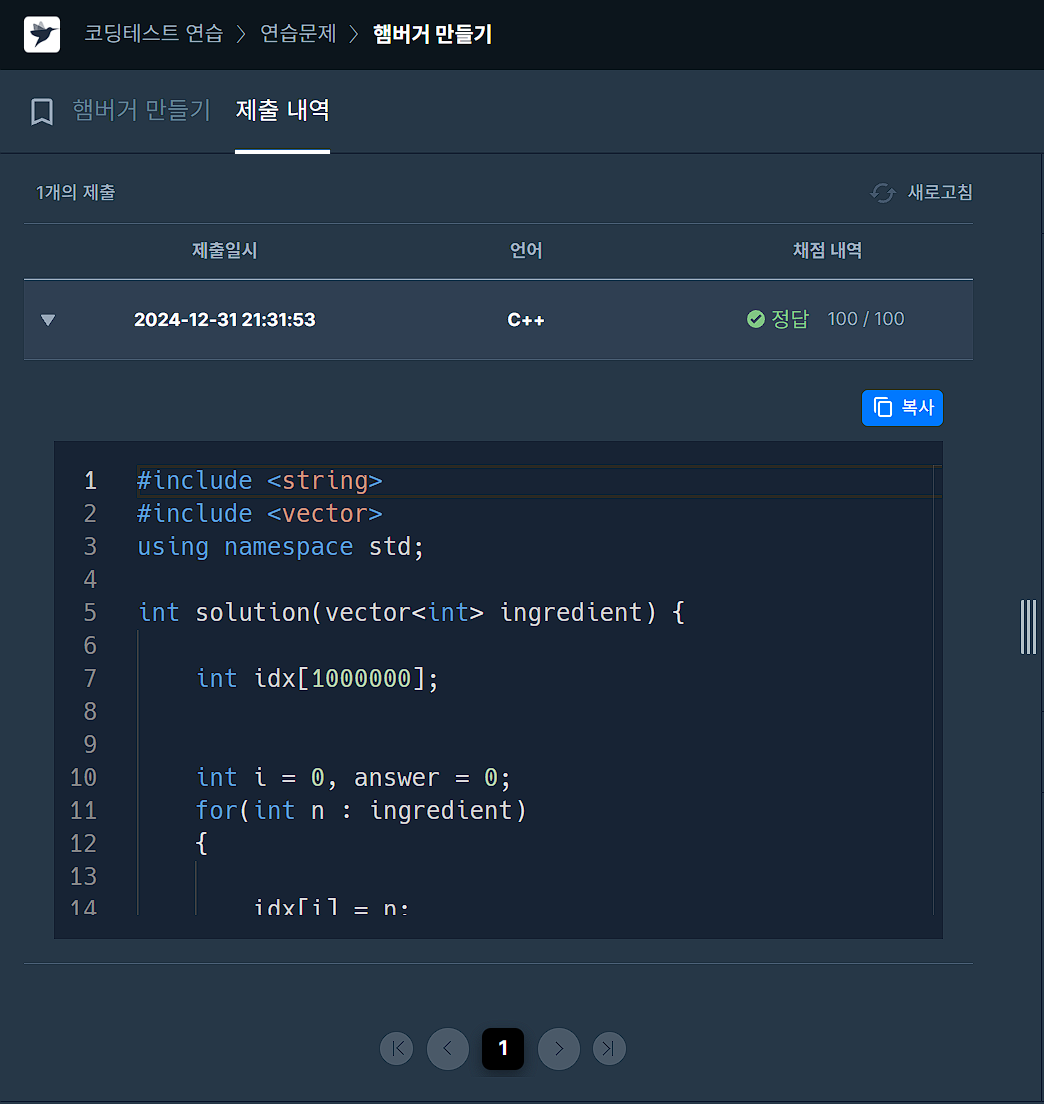 코딩테스트 연습 > 연습문제 > 햄버거 만들기
햄버거 만들기 제출 내역
1개의 제출 새로고침
제출일시 언어 채점 내역
2024-12-31 21:31:53 C++ 정답 100 / 100
복사
1 #include <string>
2 #include <vector>
3 using namespace std;
4
5 int solution(vector<int> ingredient) {
6
7 int idx[1000000];
8
9
10 int i = 0, answer = 0;
11 for(int n : ingredient)
12 {
13
14 idx[i] = n;
1